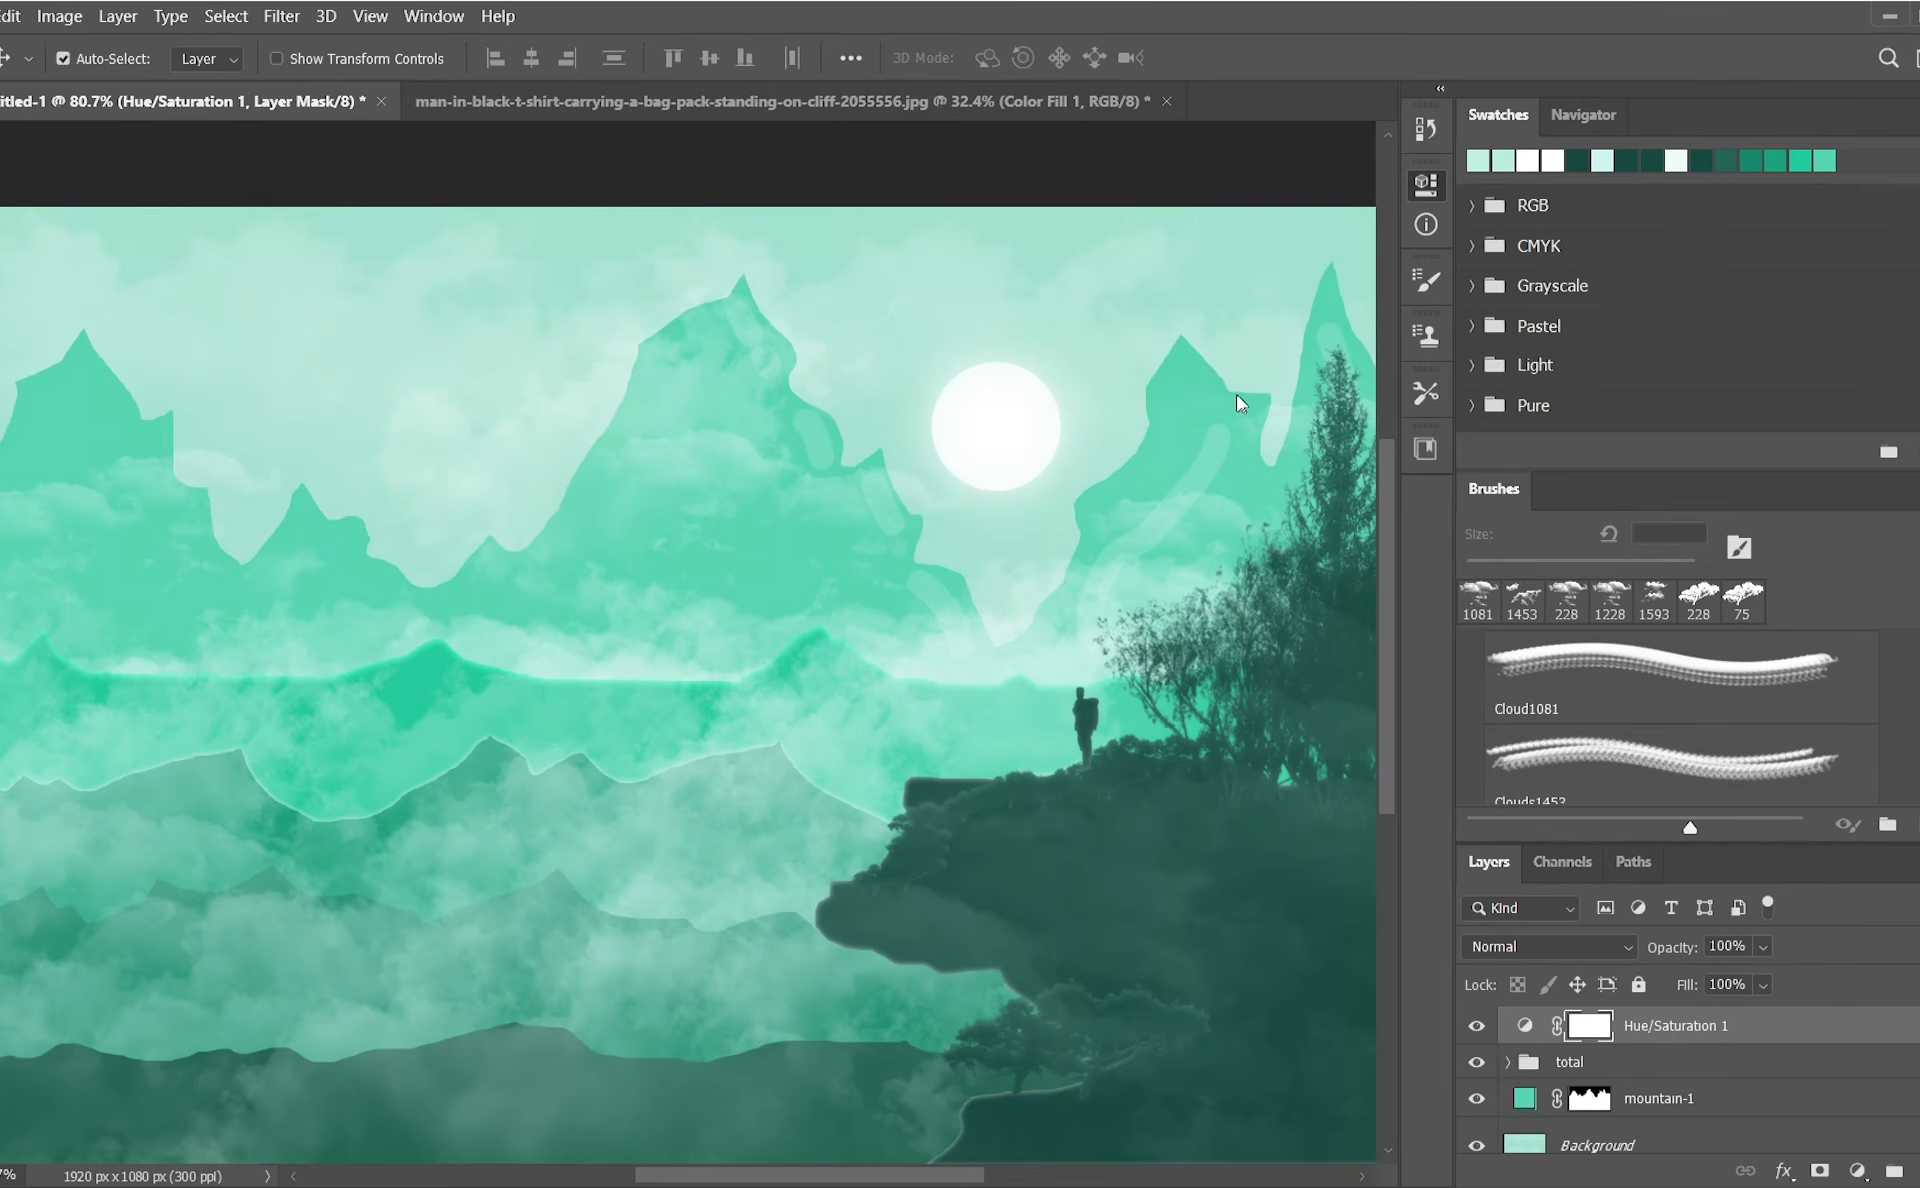 Edit Image Layer Type Select Filter 3D View Window Help
Auto-Select: Layer Show Transform Controls 3D Mode:
itled-1 @ 80.7% (Hue/Saturation 1, Layer Mask/8) * × man-in-black-t-shirt-carrying-a-bag-pack-standing-on-cliff-2055556.jpg @ 32.4% (Color Fill 1, RGB/8) * ×
Swatches Navigator
RGB
CMYK
Grayscale
Pastel
Light
Pure
Brushes
Size:
1081 1453 228 1228 1593 228 75
Cloud1081
Clouds1453
Layers Channels Paths
Kind
Normal Opacity: 100%
Lock: Fill: 100%
Hue/Saturation 1
total
mountain-1
Background
fx
7% 1920 px x 1080 px (300 ppi)